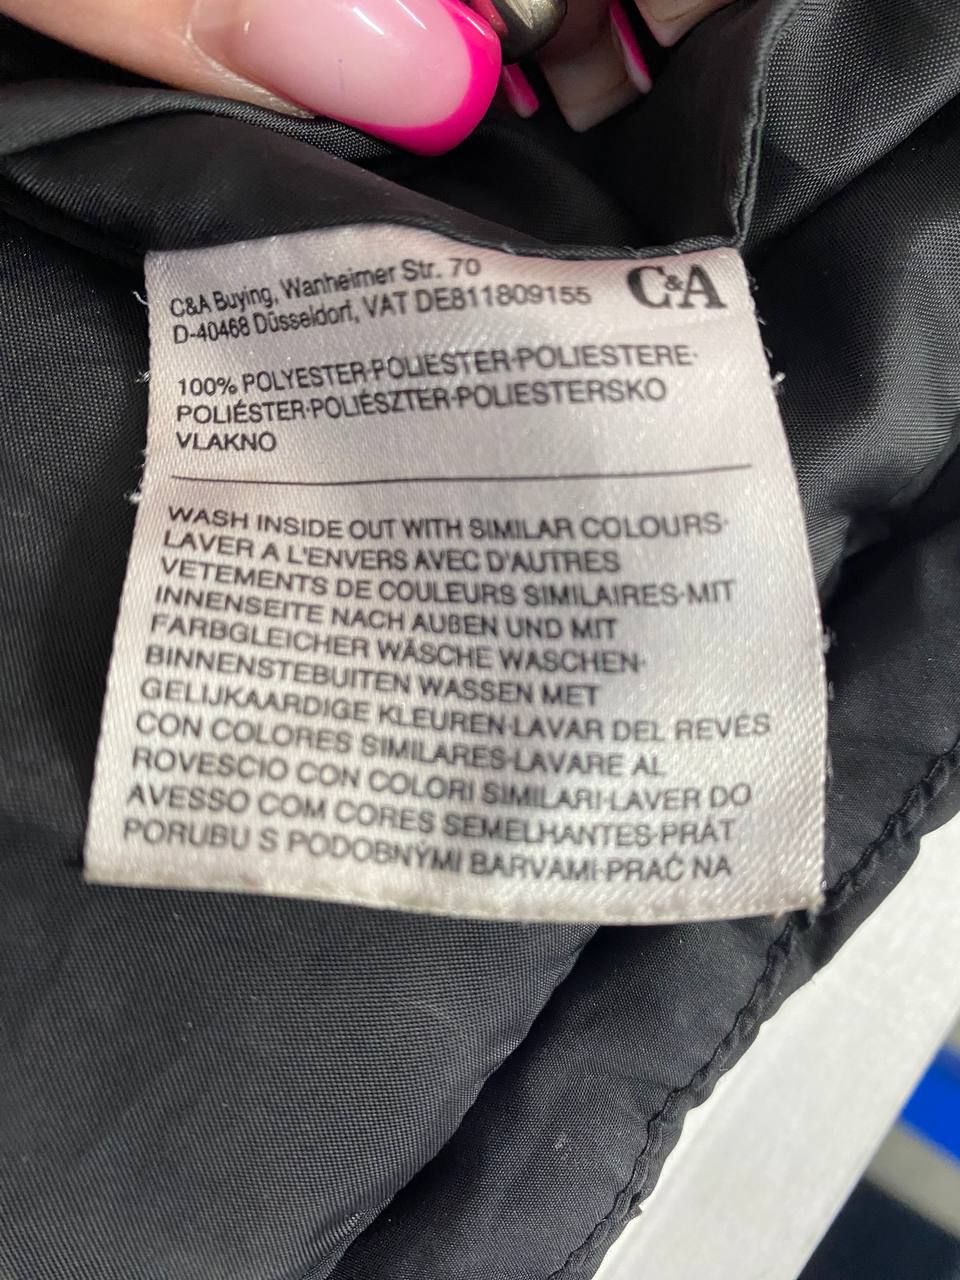 C&A Buying, Wanheimer Str. 70
D-40468 Düsseldorf, VAT DE811809155
C&A
100% POLYESTER·POLIESTER·POLIESTERE·
POLIÉSTER·POLIÉSZTER·POLIESTERSKO
VLAKNO
WASH INSIDE OUT WITH SIMILAR COLOURS·
LAVER A L'ENVERS AVEC D'AUTRES
VETEMENTS DE COULEURS SIMILAIRES·MIT
INNENSEITE NACH AUßEN UND MIT
FARBGLEICHER WÄSCHE WASCHEN·
BINNENSTEBUITEN WASSEN MET
GELIJKAARDIGE KLEUREN·LAVAR DEL REVÉS
CON COLORES SIMILARES·LAVARE AL
ROVESCIO CON COLORI SIMILARI·LAVER DO
AVESSO COM CORES SEMELHANTES·PRÁT
PORUBU S PODOBNÝMI BARVAMI·PRAĆ NA